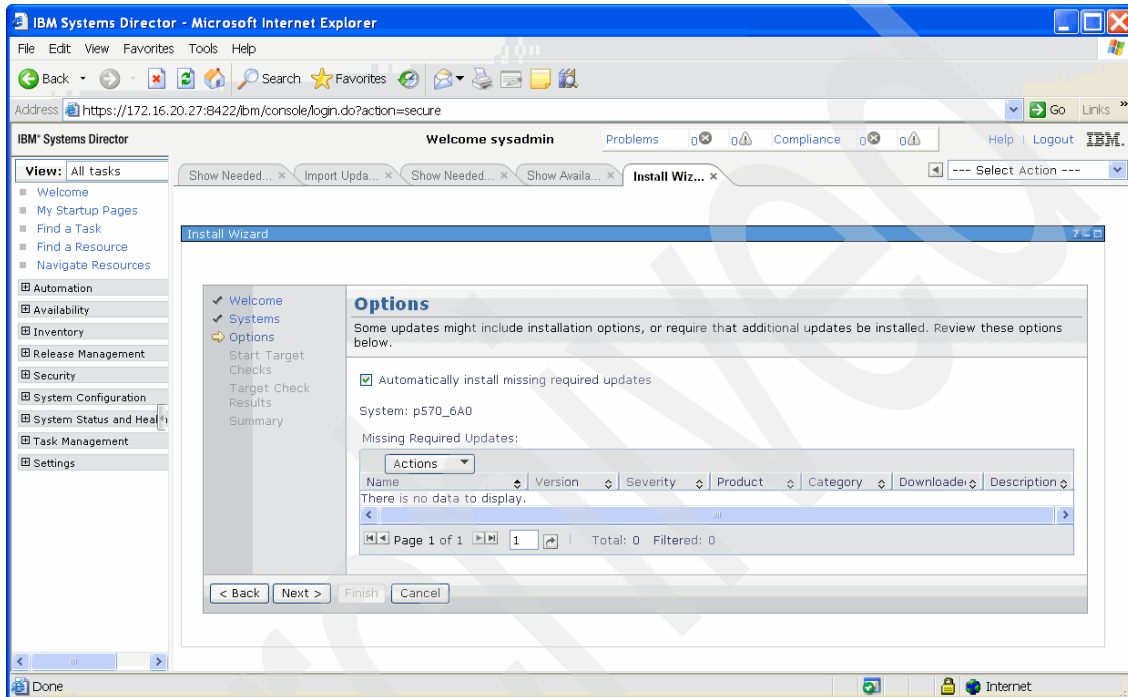 IBM Systems Director - Microsoft Internet Explorer
File Edit View Favorites Tools Help
Back Search Favorites
Address https://172.16.20.27:8422/ibm/console/login.do?action=secure Go Links »
IBM® Systems Director Welcome sysadmin Problems 0 0 Compliance 0 0 Help | Logout IBM.
View: All tasks
Show Needed... × Import Upda... × Show Needed... × Show Availa... × Install Wiz... × --- Select Action ---
Welcome
My Startup Pages
Find a Task
Find a Resource
Navigate Resources
Automation
Availability
Inventory
Release Management
Security
System Configuration
System Status and Health
Task Management
Settings
Install Wizard
Welcome
Systems
Options
Start Target
Checks
Target Check
Results
Summary
Options
Some updates might include installation options, or require that additional updates be installed. Review these options
below.
Automatically install missing required updates
System: p570_6A0
Missing Required Updates:
Actions
Name Version Severity Product Category Downloade Description
There is no data to display.
Page 1 of 1 1 Total: 0 Filtered: 0
< Back Next > Finish Cancel
Done Internet